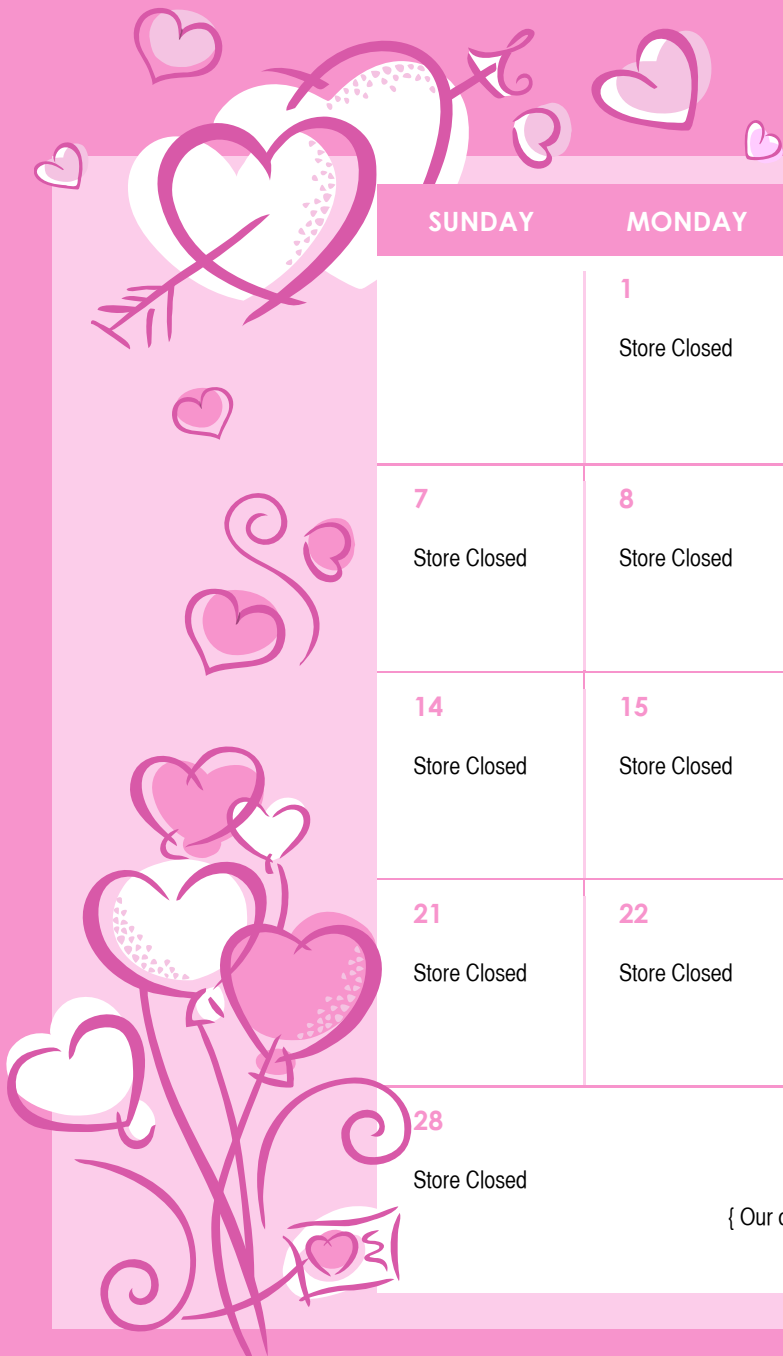 SUNDAY MONDAY
1
Store Closed
7 8
Store Closed Store Closed
14 15
Store Closed Store Closed
21 22
Store Closed Store Closed
28
Store Closed
{ Our